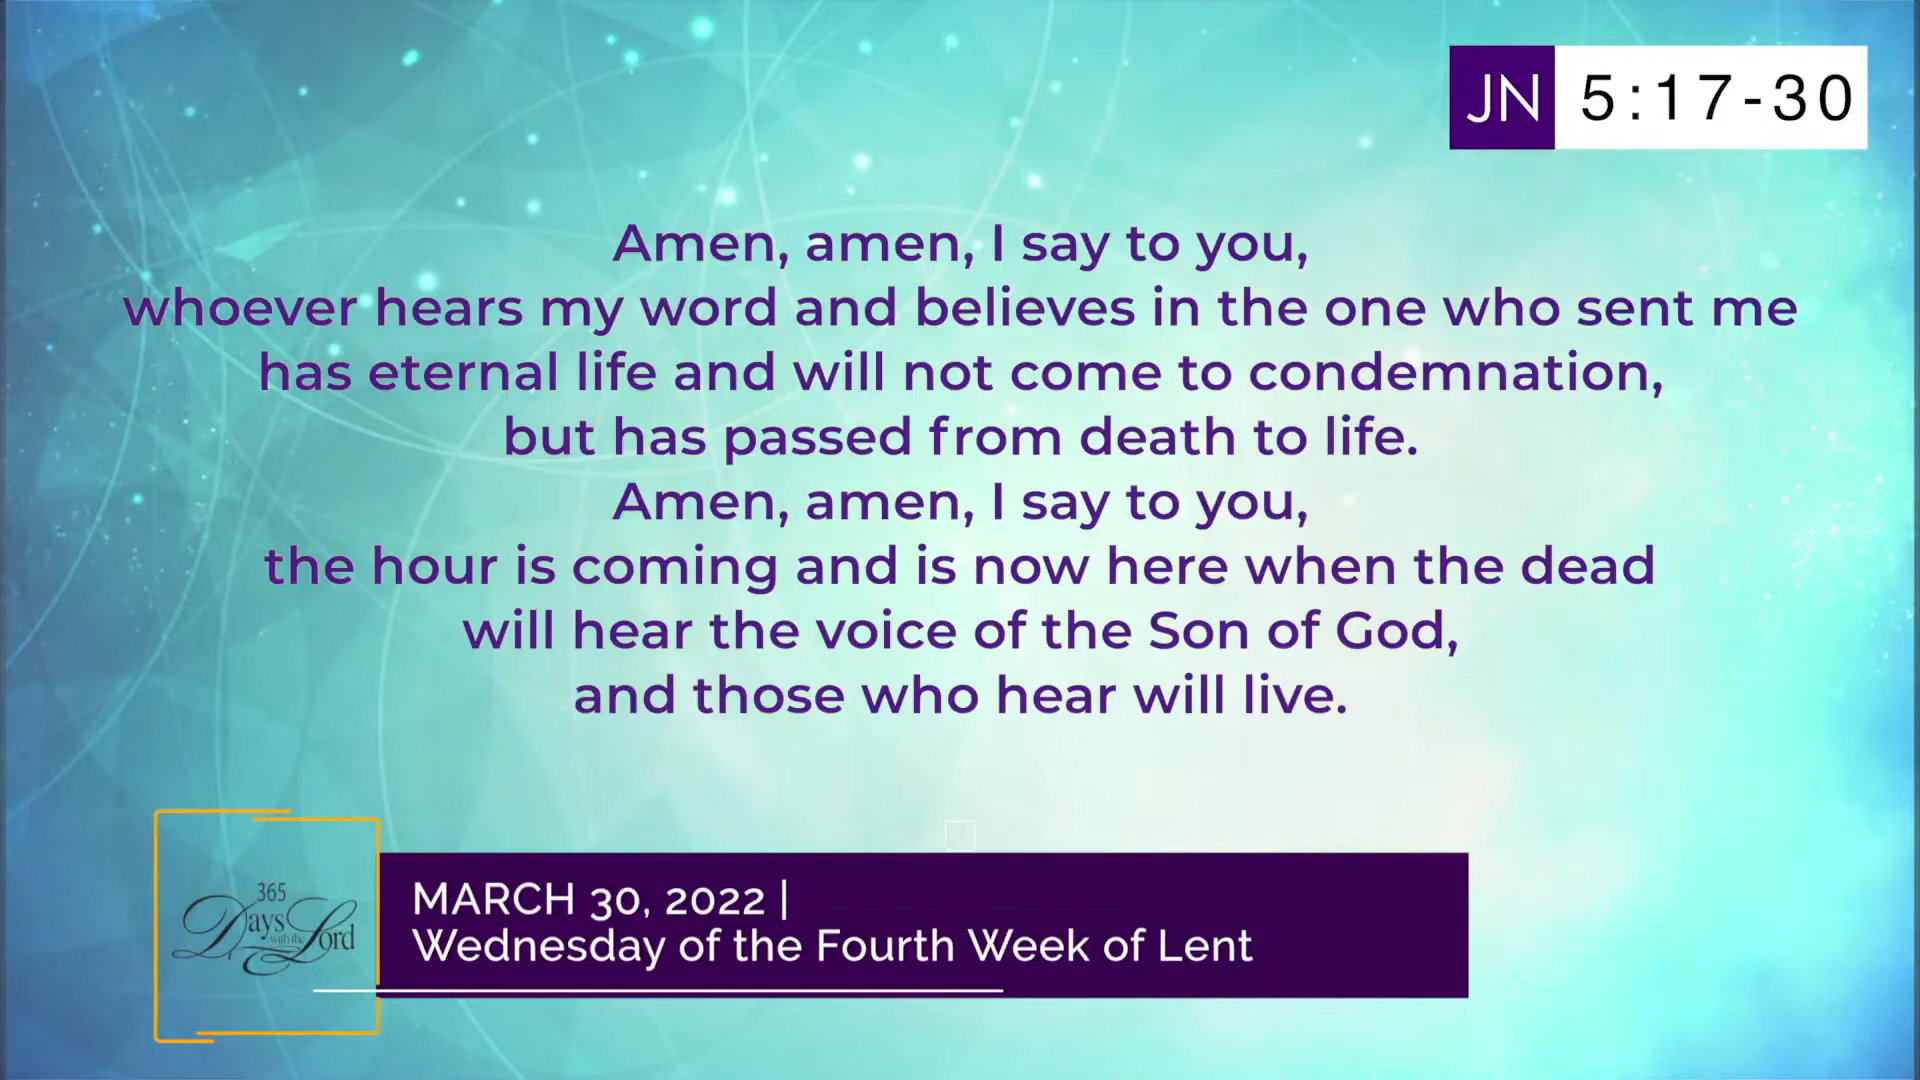 JN 5:17-30
Amen, amen, I say to you,
whoever hears my word and believes in the one who sent me
has eternal life and will not come to condemnation,
but has passed from death to life.
Amen, amen, I say to you,
the hour is coming and is now here when the dead
will hear the voice of the Son of God,
and those who hear will live.
365
Days with the Lord
MARCH 30, 2022 |
Wednesday of the Fourth Week of Lent